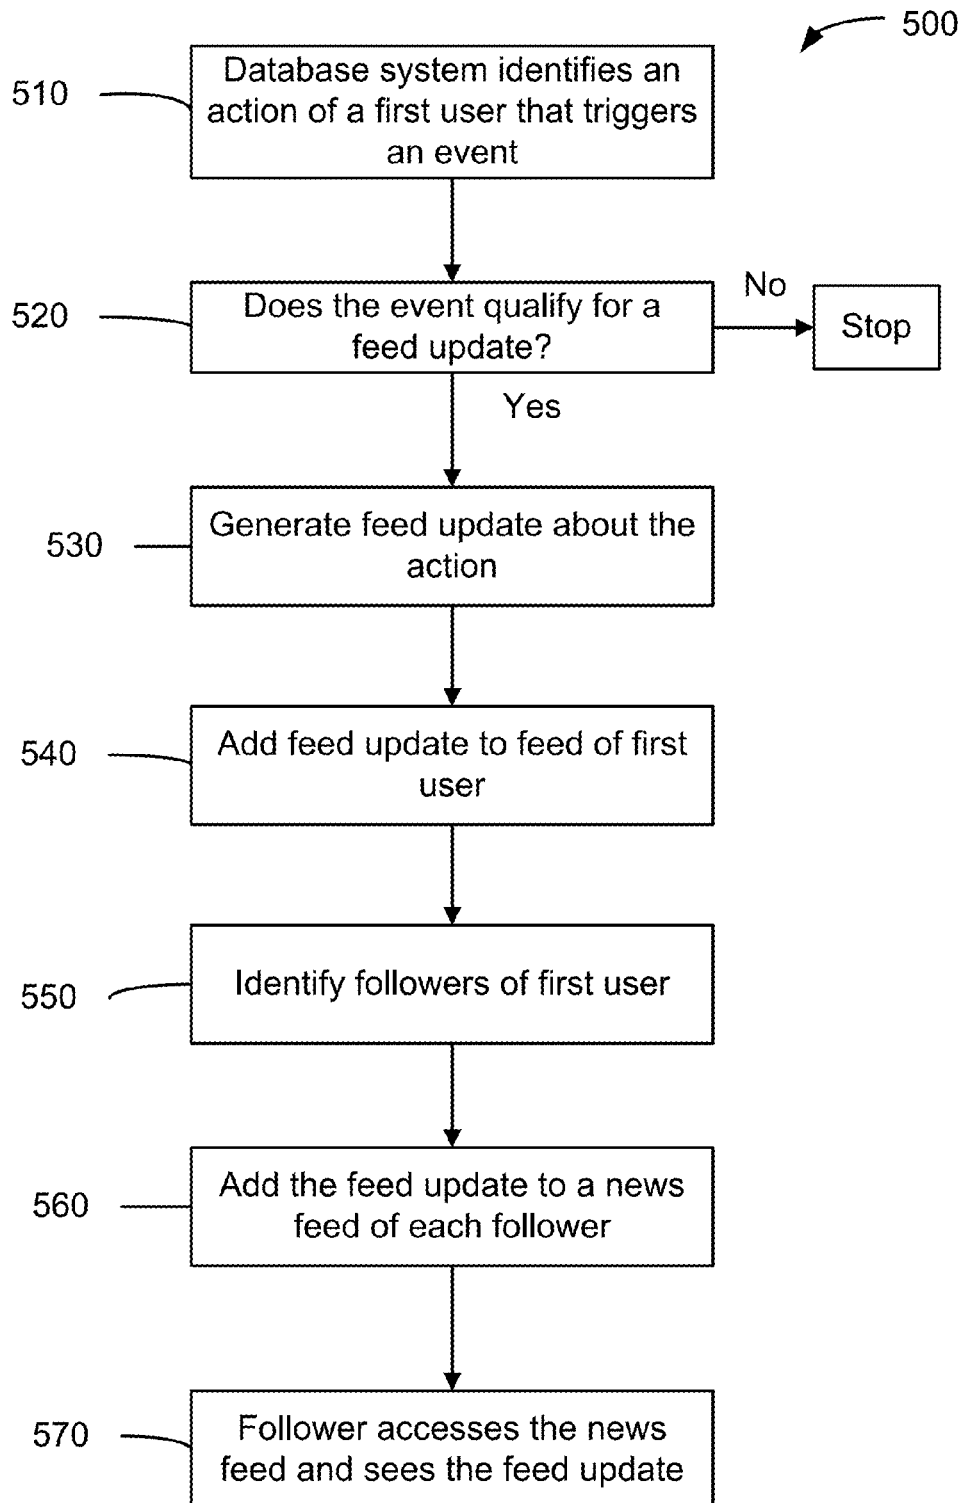 500
510
Database system identifies an
action of a first user that triggers
an event
520
Does the event qualify for a
feed update?
No
Stop
Yes
530
Generate feed update about the
action
540
Add feed update to feed of first
user
550
Identify followers of first user
560
Add the feed update to a news
feed of each follower
570
Follower accesses the news
feed and sees the feed update